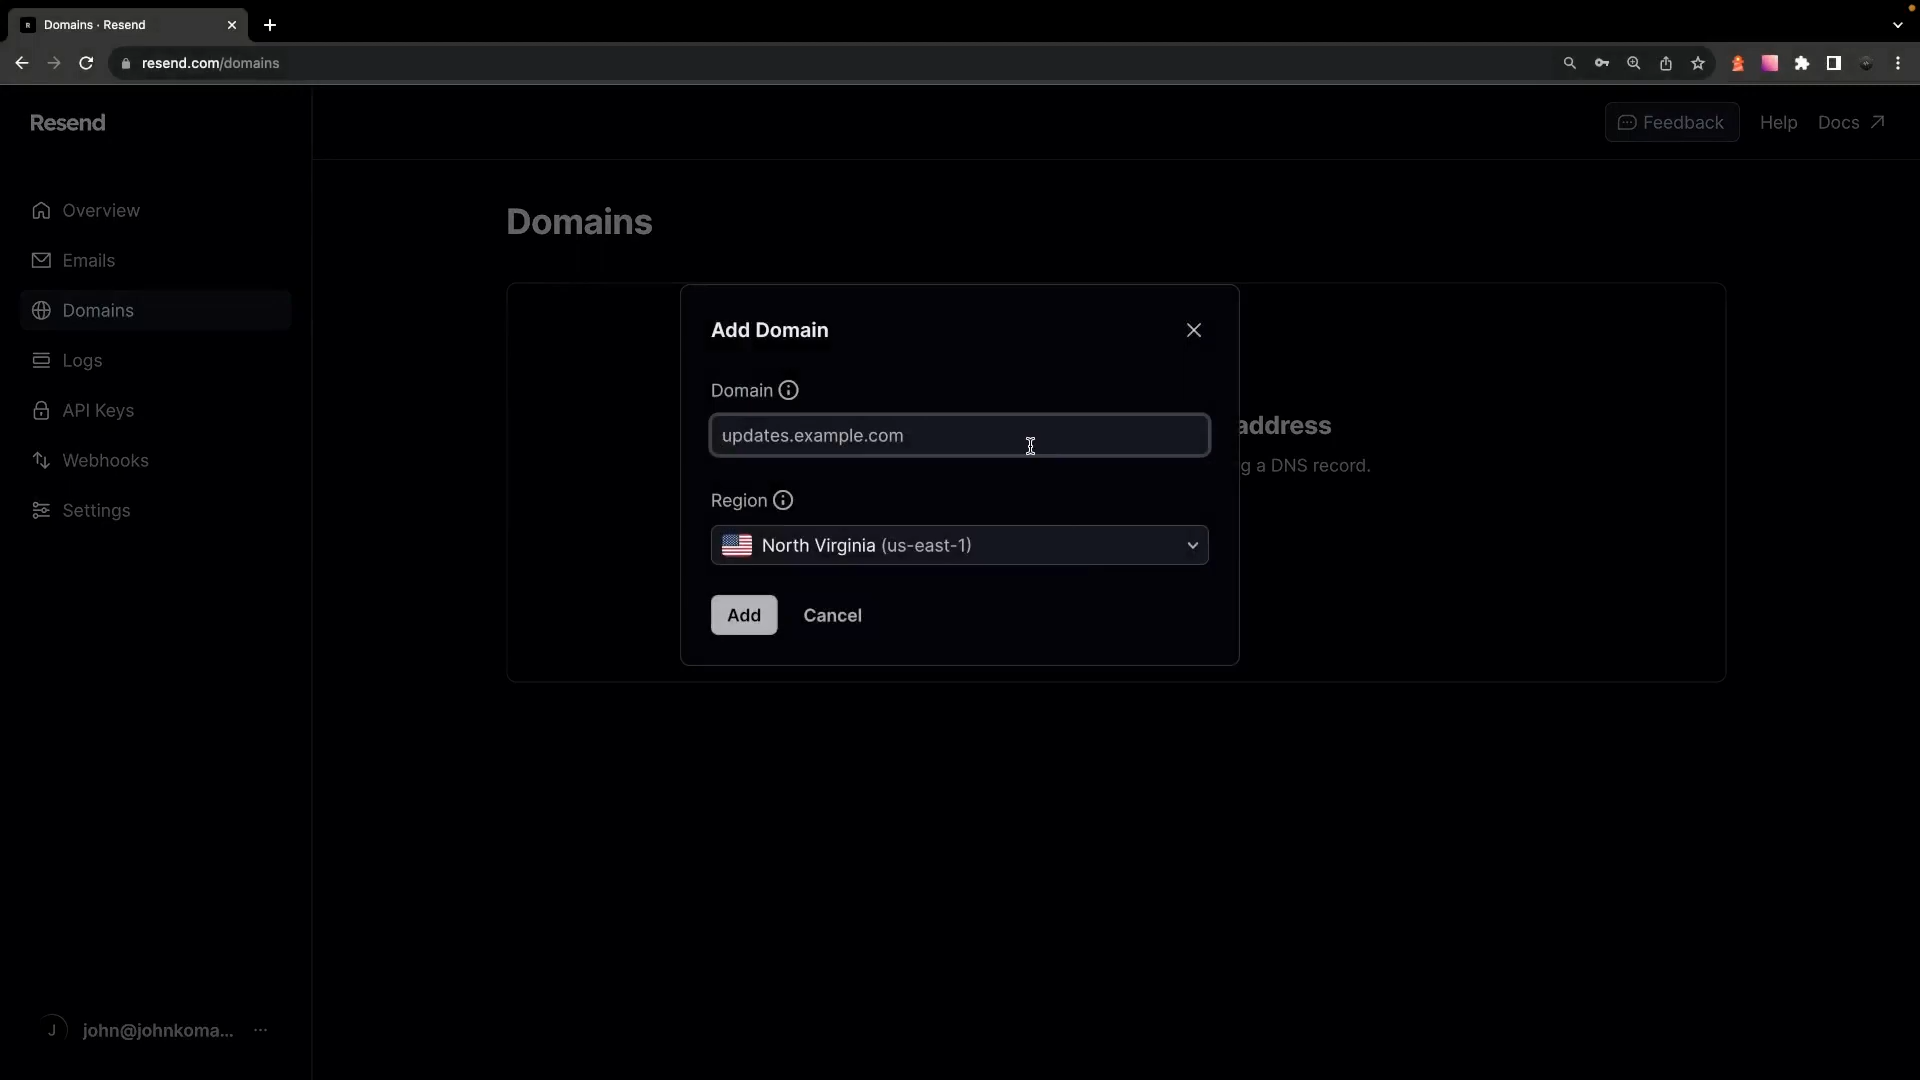 Domains · Resend
resend.com/domains
Resend
Feedback
Help
Docs
Overview
Emails
Domains
Logs
API Keys
Webhooks
Settings
john@johnkoma...
J
Domains
address
g a DNS record.
Add Domain
Domain
updates.example.com
Region
North Virginia (us-east-1)
Add
Cancel